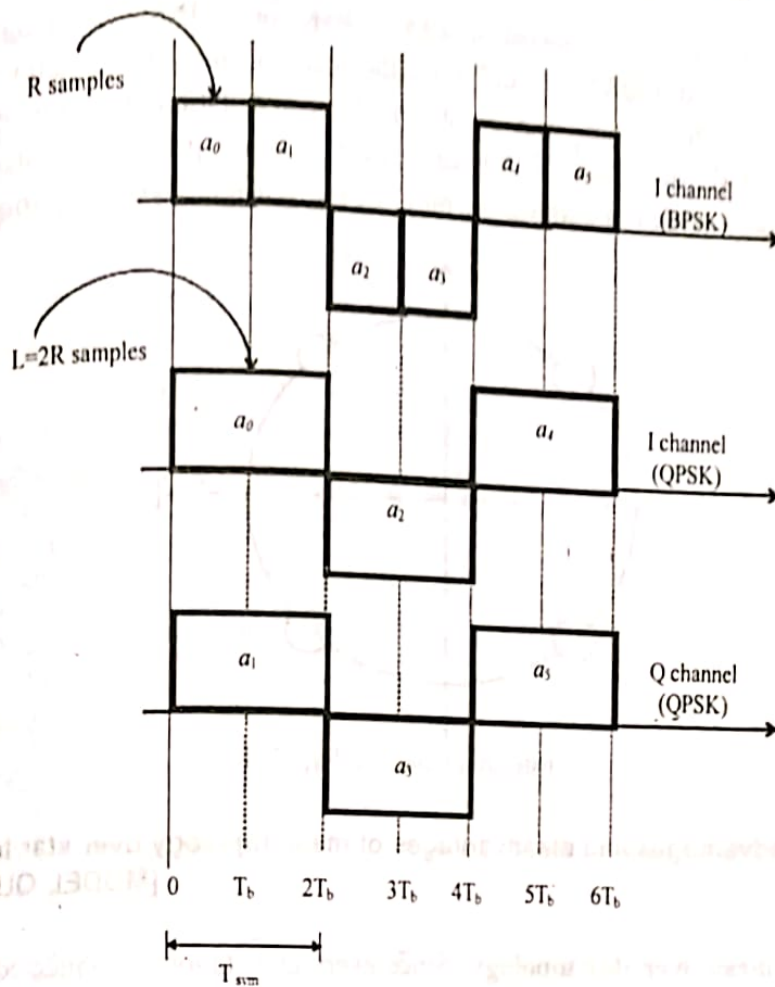 R samples
a0 a1 a4 a5
I channel
(BPSK)
a2 a3
L=2R samples
a0 a4
I channel
(QPSK)
a2
a1 a5
Q channel
(QPSK)
a3
0 Tb 2Tb 3Tb 4Tb 5Tb 6Tb
Tsym